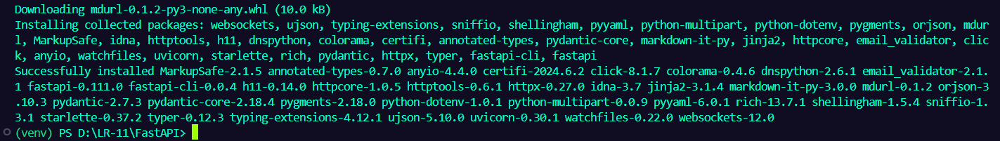 Downloading mdurl-0.1.2-py3-none-any.whl (10.0 kB)
Installing collected packages: websockets, ujson, typing-extensions, sniffio, shellingham, pyyaml, python-multipart, python-dotenv, pygments, orjson, mdur
l, MarkupSafe, idna, httptools, h11, dnspython, colorama, certifi, annotated-types, pydantic-core, markdown-it-py, jinja2, httpcore, email_validator, clic
k, anyio, watchfiles, uvicorn, starlette, rich, pydantic, httpx, typer, fastapi-cli, fastapi
Successfully installed MarkupSafe-2.1.5 annotated-types-0.7.0 anyio-4.4.0 certifi-2024.6.2 click-8.1.7 colorama-0.4.6 dnspython-2.6.1 email_validator-2.1.
1 fastapi-0.111.0 fastapi-cli-0.0.4 h11-0.14.0 httpcore-1.0.5 httptools-0.6.1 httpx-0.27.0 idna-3.7 jinja2-3.1.4 markdown-it-py-3.0.0 mdurl-0.1.2 orjson-3
.10.3 pydantic-2.7.3 pydantic-core-2.18.4 pygments-2.18.0 python-dotenv-1.0.1 python-multipart-0.0.9 pyyaml-6.0.1 rich-13.7.1 shellingham-1.5.4 sniffio-1.
3.1 starlette-0.37.2 typer-0.12.3 typing-extensions-4.12.1 ujson-5.10.0 uvicorn-0.30.1 watchfiles-0.22.0 websockets-12.0
(venv) PS D:\LR-11\FastAPI>